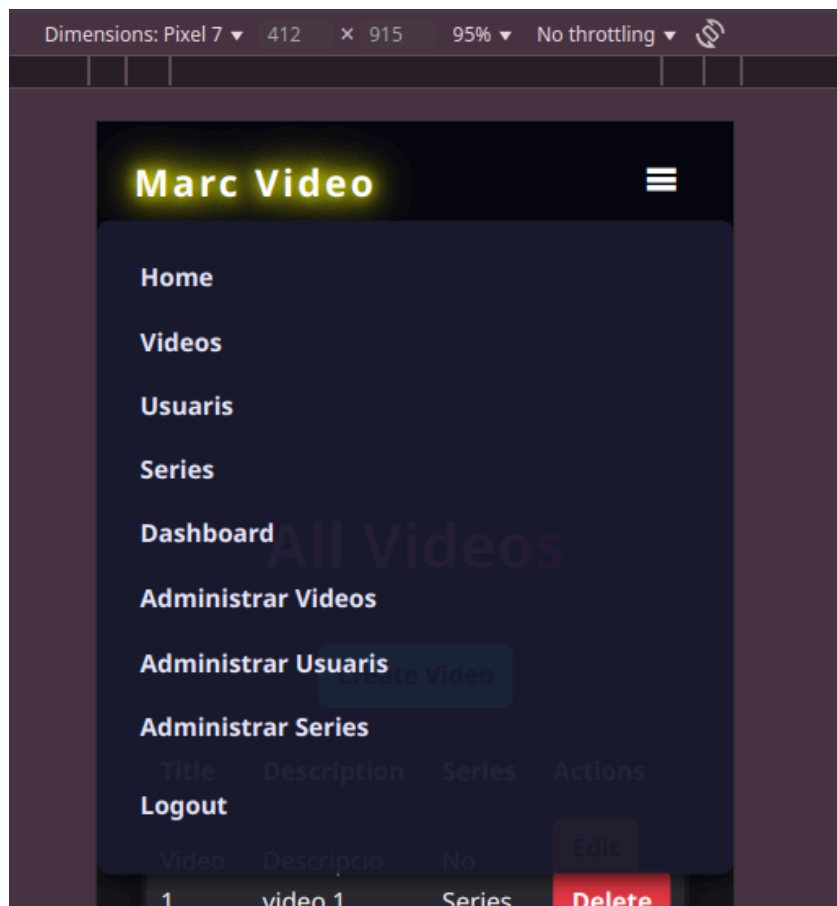 Dimensions: Pixel 7 412 × 915 95% No throttling
Marc Video
Home
Videos
Usuaris
Series
All Videos
Dashboard
Administrar Videos
Administrar Usuaris
Create Video
Administrar Series
Title Description Series Actions
Logout
Edit
Video Descripcio No
1 video 1 Series Delete